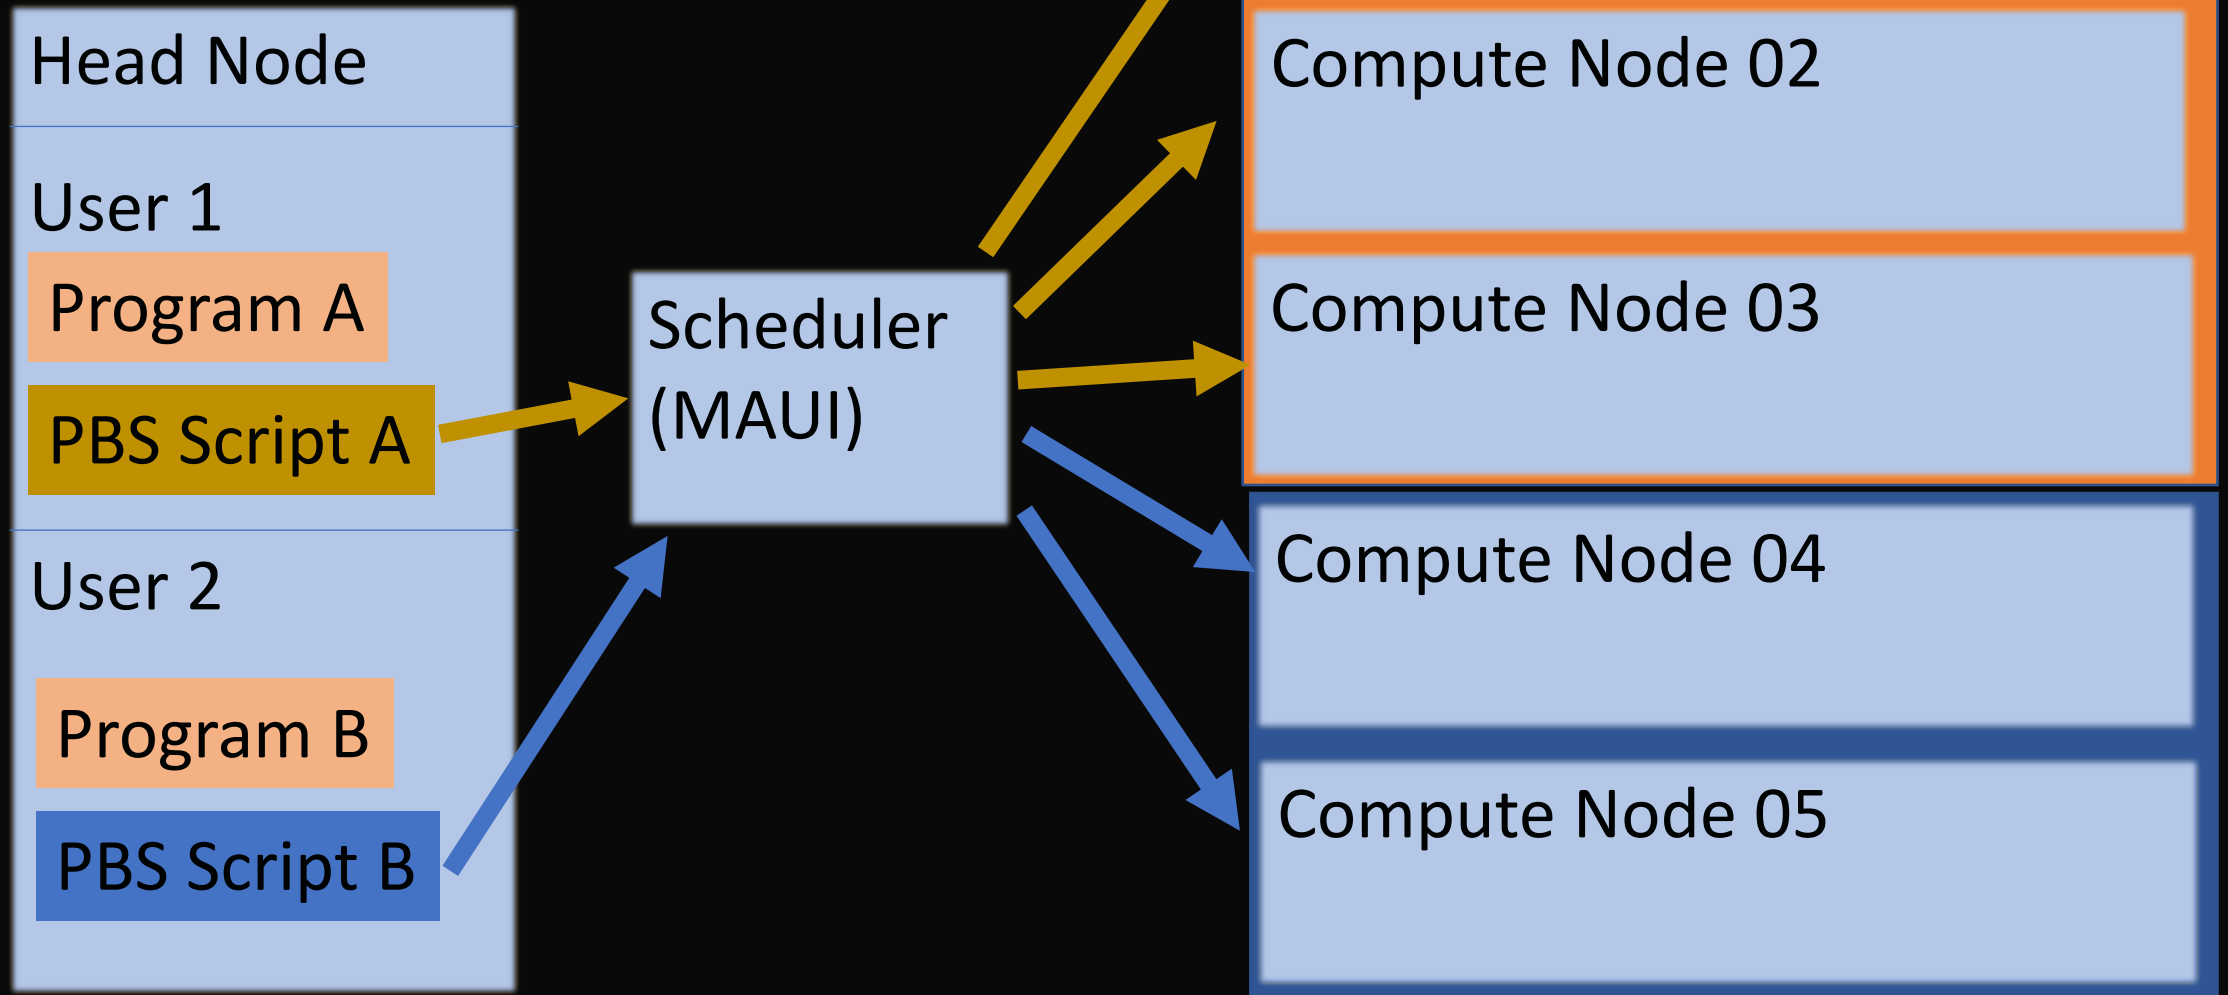 Head Node
User 1
Program A
PBS Script A
User 2
Program B
PBS Script B
Scheduler
(MAUI)
Compute Node 02
Compute Node 03
Compute Node 04
Compute Node 05